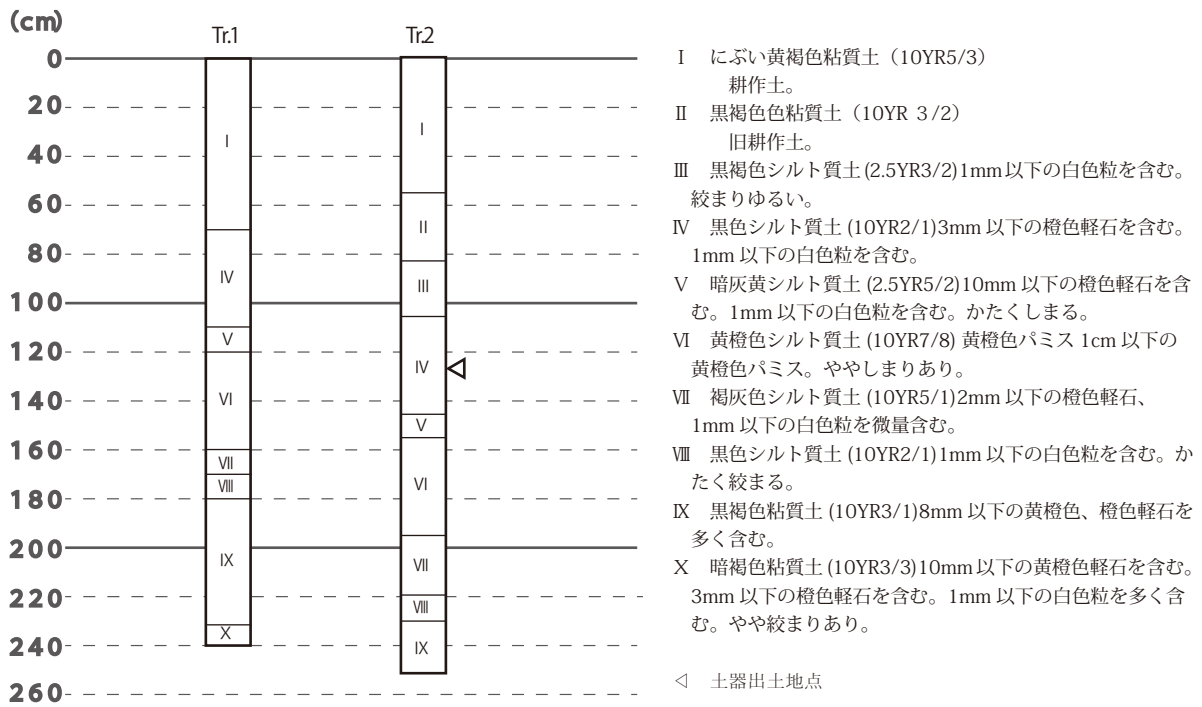 (cm)
Tr.1
Tr.2
0
20
40
60
80
100
120
140
160
180
200
220
240
260
Ⅰ
Ⅳ
Ⅴ
Ⅵ
Ⅶ
Ⅷ
Ⅸ
Ⅹ
Ⅰ
Ⅱ
Ⅲ
Ⅳ
Ⅴ
Ⅵ
Ⅶ
Ⅷ
Ⅸ
Ⅰ にぶい黄褐色粘質土（10YR5/3）
耕作土。
Ⅱ 黒褐色色粘質土（10YR 3/2）
旧耕作土。
Ⅲ 黒褐色シルト質土(2.5YR3/2)1mm以下の白色粒を含む。
絞まりゆるい。
Ⅳ 黒色シルト質土(10YR2/1)3mm 以下の橙色軽石を含む。
1mm 以下の白色粒を含む。
Ⅴ 暗灰黄シルト質土(2.5YR5/2)10mm 以下の橙色軽石を含
む。1mm 以下の白色粒を含む。かたくしまる。
Ⅵ 黄橙色シルト質土(10YR7/8) 黄橙色パミス 1cm 以下の
黄橙色パミス。ややしまりあり。
Ⅶ 褐灰色シルト質土(10YR5/1)2mm 以下の橙色軽石、
1mm 以下の白色粒を微量含む。
Ⅷ 黒色シルト質土(10YR2/1)1mm 以下の白色粒を含む。か
たく絞まる。
Ⅸ 黒褐色粘質土(10YR3/1)8mm 以下の黄橙色、橙色軽石を
多く含む。
Ⅹ 暗褐色粘質土(10YR3/3)10mm以下の黄橙色軽石を含む。
3mm 以下の橙色軽石を含む。1mm 以下の白色粒を多く含
む。やや絞まりあり。
◁ 土器出土地点